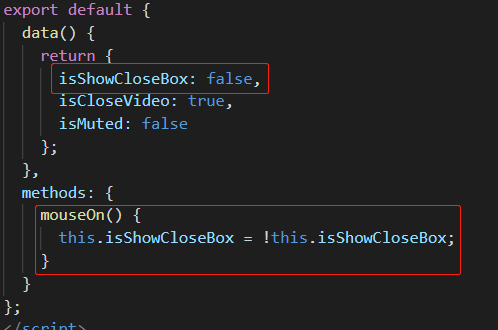 export default {
data() {
return {
isShowCloseBox: false,
isCloseVideo: true,
isMuted: false
};
},
methods: {
mouseOn() {
this.isShowCloseBox = !this.isShowCloseBox;
}
}
};
</script>